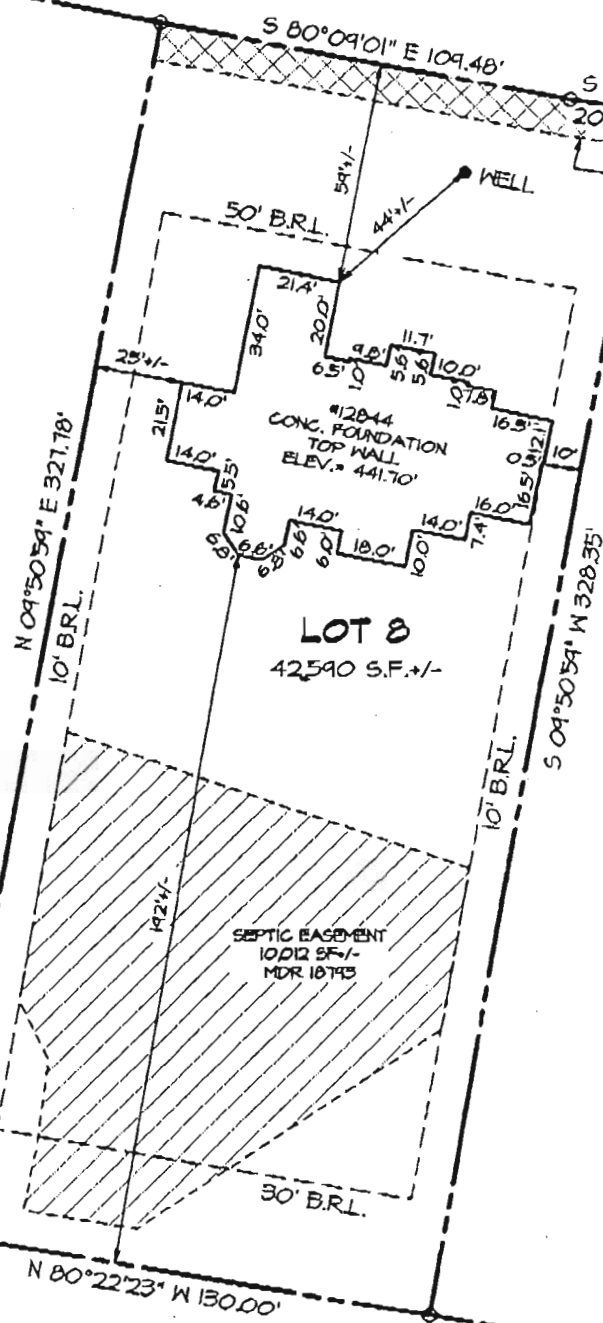 S 80°09'01" E 109.48'
S
20
59'+/-
WELL
44'+/-
50' B.R.L.
21.4'
34.0'
20.0'
11.7'
9.8'
6.5'
1.0'
5.6'
5.6'
10.0'
1.0'
7.8'
16.3'
25'+/-
14.0'
21.5'
#12844
CONC. FOUNDATION
TOP WALL
ELEV.= 441.70'
12.1'
10'
16.5'
14.0'
5.5'
4.6'
10.6'
6.8'
6.6'
6.8'
6.6'
14.0'
6.0'
18.0'
10.0'
14.0'
7.4'
16.0'
N 09°50'59" E 327.78'
10' B.R.L.
LOT 8
42,590 S.F.+/-
S 09°50'59" W 328.35'
10' B.R.L.
192'+/-
SEPTIC EASEMENT
10,012 SF+/-
MDR 18793
30' B.R.L.
N 80°22'23" W 130.00'